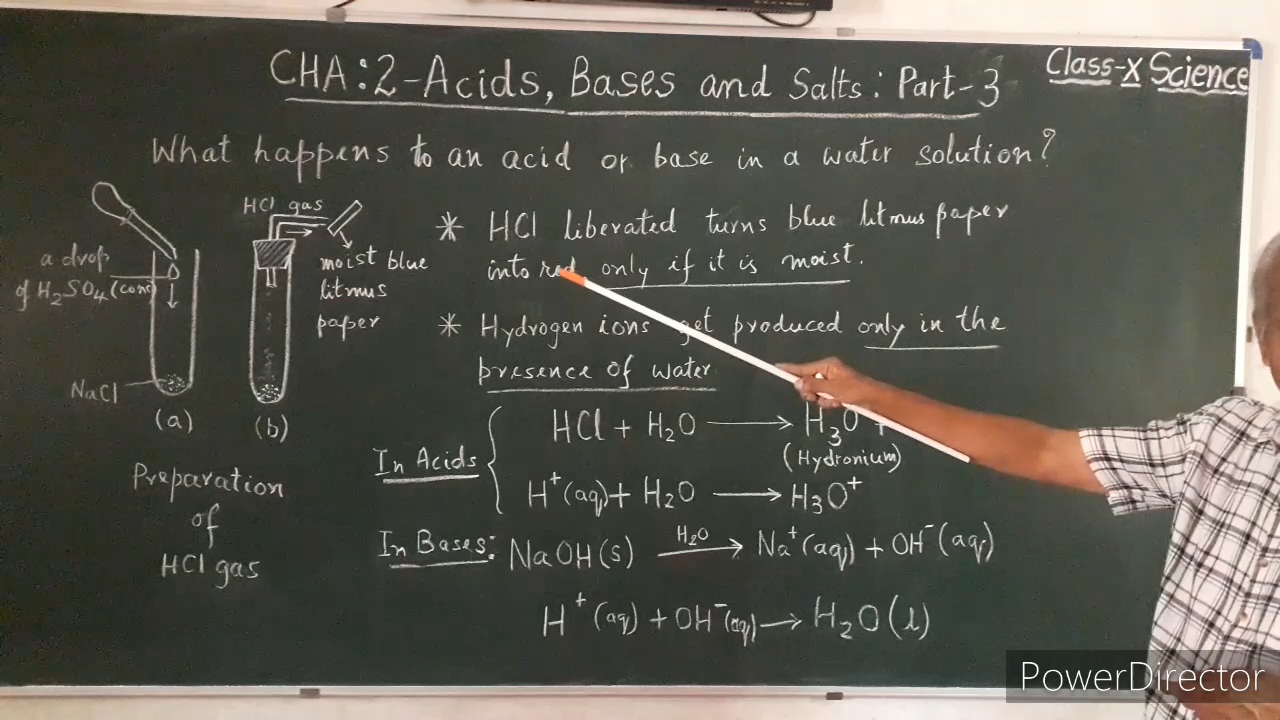 CHA:2-Acids, Bases and Salts: Part-3
Class-X Science
What happens to an acid or base in a water solution?
HCl gas
a drop
of H₂SO₄(conc)
NaCl
(a)
(b)
moist blue
litmus
paper
Preparation
of
HCl gas
* HCl liberated turns blue litmus paper
into red only if it is moist.
* Hydrogen ions get produced only in the
presence of water
In Acids
HCl + H₂O ⟶ H₃O +
(Hydronium)
H⁺(aq) + H₂O ⟶ H₃O⁺
In Bases: NaOH(s) H₂O⟶ Na⁺(aq) + OH⁻(aq)
H⁺(aq) + OH⁻(aq) ⟶ H₂O(l)
PowerDirector